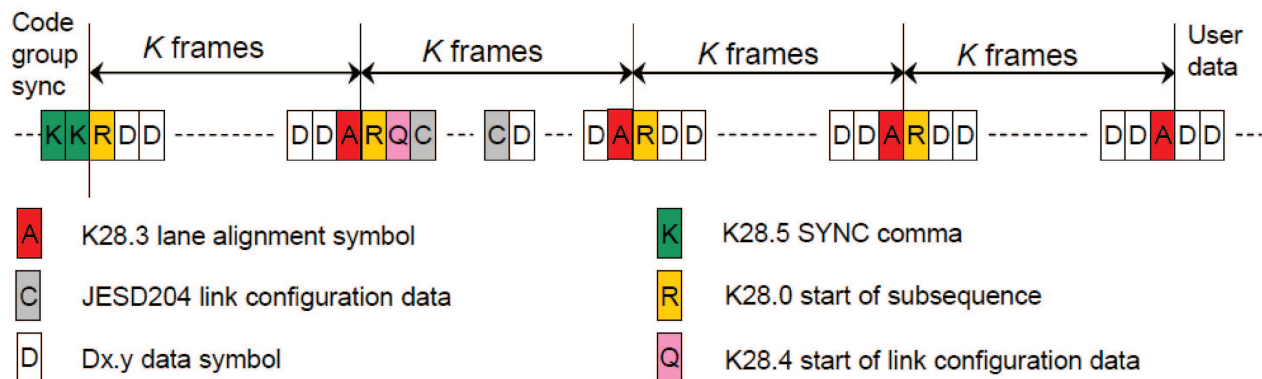 Code group sync
K frames
K frames
K frames
K frames
User data
K K R D D
D D A R Q C
C D
D A R D D
D D A R D D
D D A D D
A K28.3 lane alignment symbol
K K28.5 SYNC comma
C JESD204 link configuration data
R K28.0 start of subsequence
D Dx.y data symbol
Q K28.4 start of link configuration data